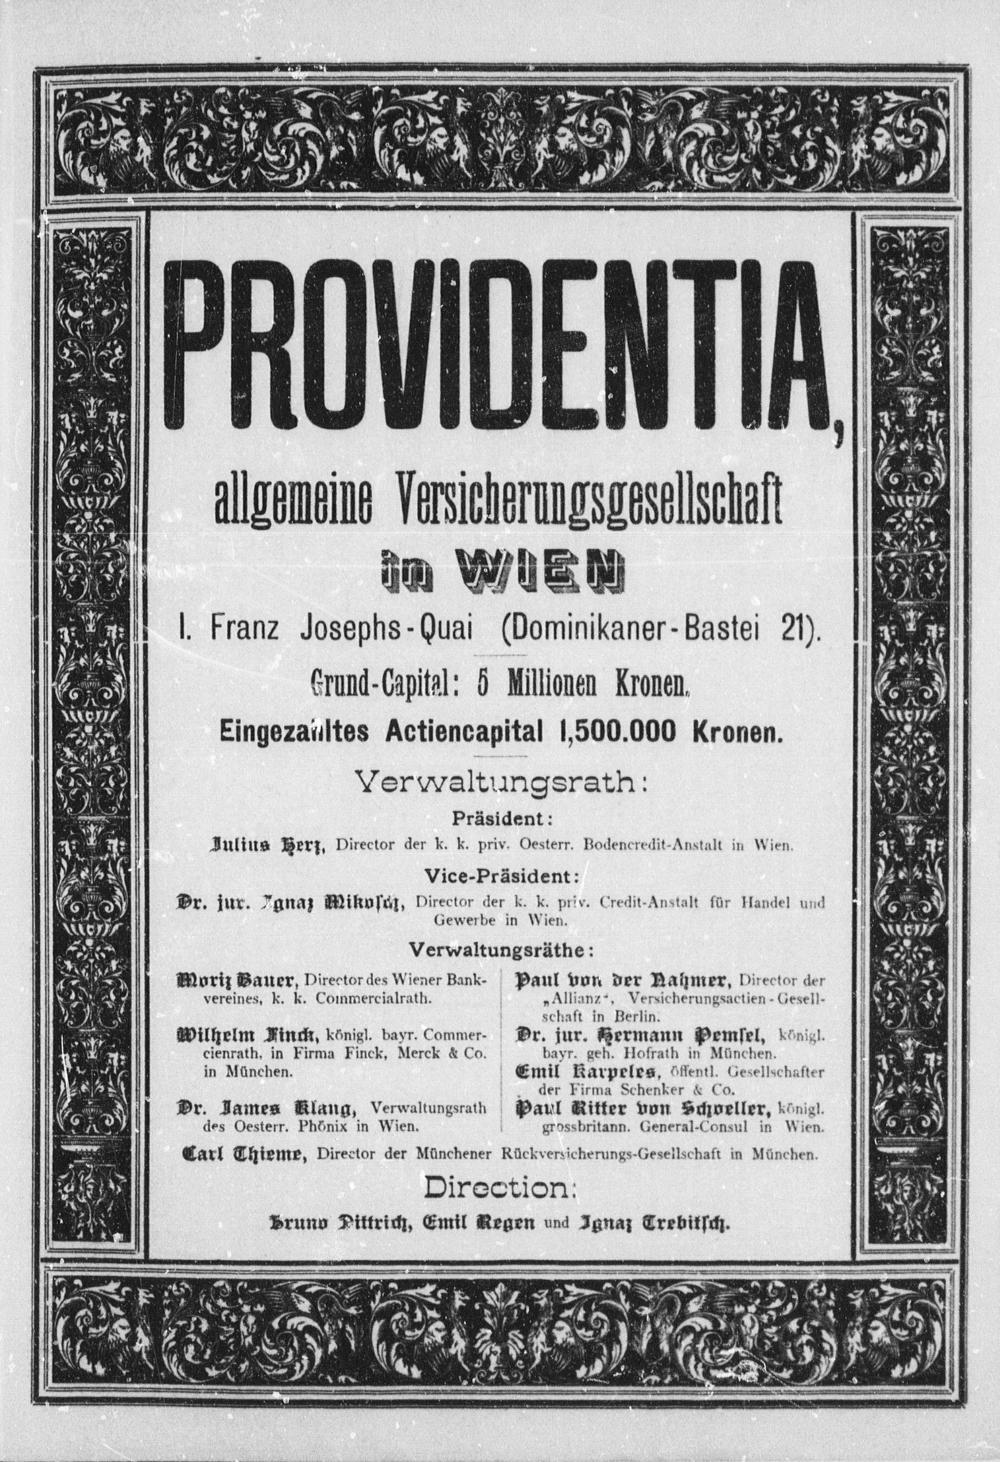 PROVIDENTIA,
allgemeine Versicherungsgesellschaft
in WIEN
I. Franz Josephs-Quai (Dominikaner-Bastei 21).
Grund-Capital: 5 Millionen Kronen.
Eingezahltes Actiencapital 1,500.000 Kronen.
Verwaltungsrath:
Präsident:
Julius Herz, Director der k. k. priv. Oesterr. Bodencredit-Anstalt in Wien.
Vice-Präsident:
Dr. jur. Ignaz Mikosch, Director der k. k. priv. Credit-Anstalt für Handel und
Gewerbe in Wien.
Verwaltungsräthe:
Moriz Bauer, Director des Wiener Bank-
vereines, k. k. Commercialrath.
Wilhelm Finck, königl. bayr. Commer-
cienrath, in Firma Finck, Merck & Co.
in München.
Dr. James Klang, Verwaltungsrath
des Oesterr. Phönix in Wien.
Paul von der Nahmer, Director der
„Allianz“, Versicherungsactien-Gesell-
schaft in Berlin.
Dr. jur. Hermann Pemsel, königl.
bayr. geh. Hofrath in München.
Emil Karpeles, öffentl. Gesellschafter
der Firma Schenker & Co.
Paul Ritter von Schoeller, königl.
grossbritann. General-Consul in Wien.
Carl Thieme, Director der Münchener Rückversicherungs-Gesellschaft in München.
Direction:
Bruno Dittrich, Emil Regen und Ignaz Trebitsch.